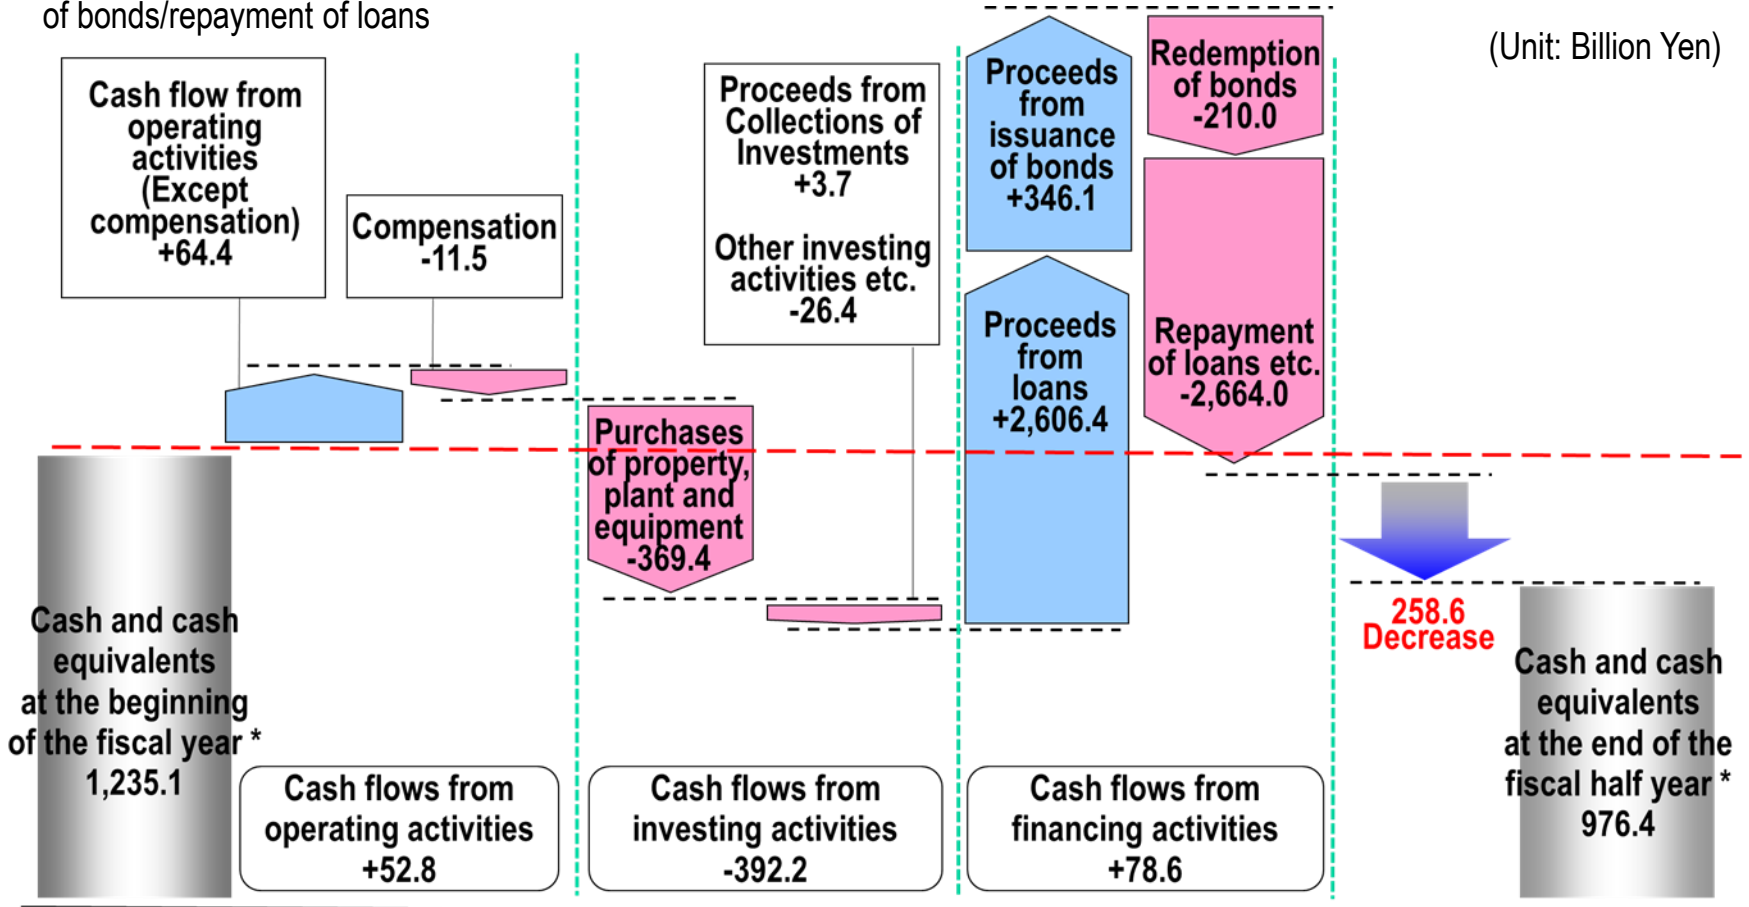 of bonds/repayment of loans
(Unit: Billion Yen)
Cash flow from
operating
activities
(Except
compensation)
+64.4
Compensation
-11.5
Purchases
of property,
plant and
equipment
-369.4
Proceeds from
Collections of
Investments
+3.7
Other investing
activities etc.
-26.4
Proceeds
from
issuance
of bonds
+346.1
Proceeds
from
loans
+2,606.4
Redemption
of bonds
-210.0
Repayment
of loans etc.
-2,664.0
258.6
Decrease
Cash and cash
equivalents
at the beginning
of the fiscal year *
1,235.1
Cash flows from
operating activities
+52.8
Cash flows from
investing activities
-392.2
Cash flows from
financing activities
+78.6
Cash and cash
equivalents
at the end of the
fiscal half year *
976.4